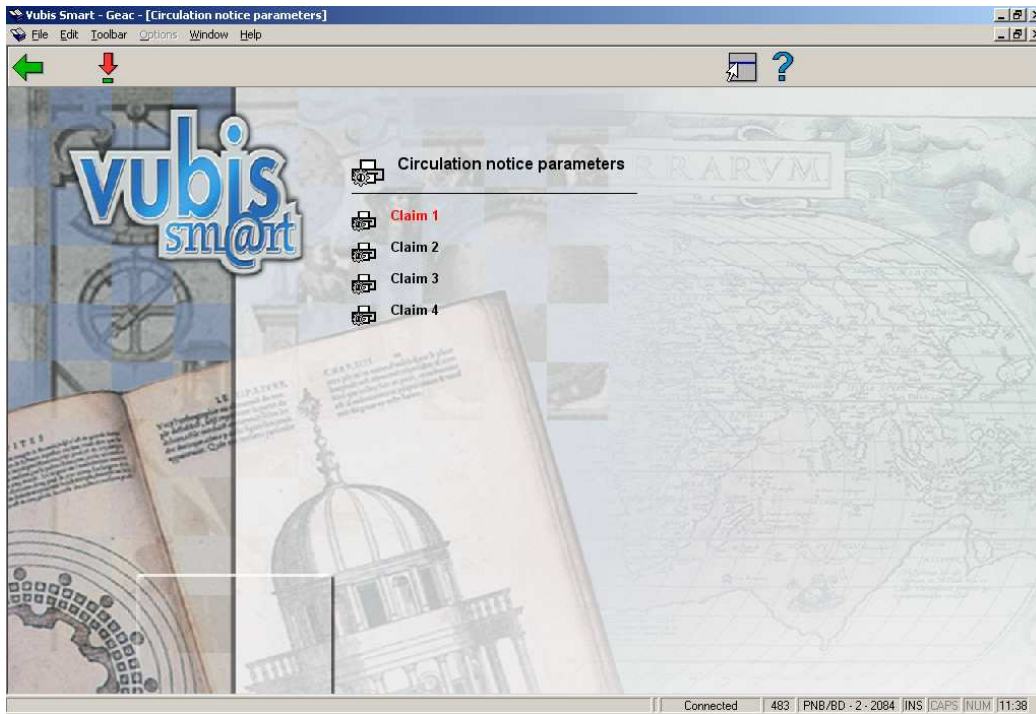 Vubis Smart - Geac - [Circulation notice parameters]
File Edit Toolbar Options Window Help
vubis
sm@rt
Circulation notice parameters
Claim 1
Claim 2
Claim 3
Claim 4
RRARVM
Connected 483 PNB/BD - 2 - 2084 INS CAPS NUM 11:38